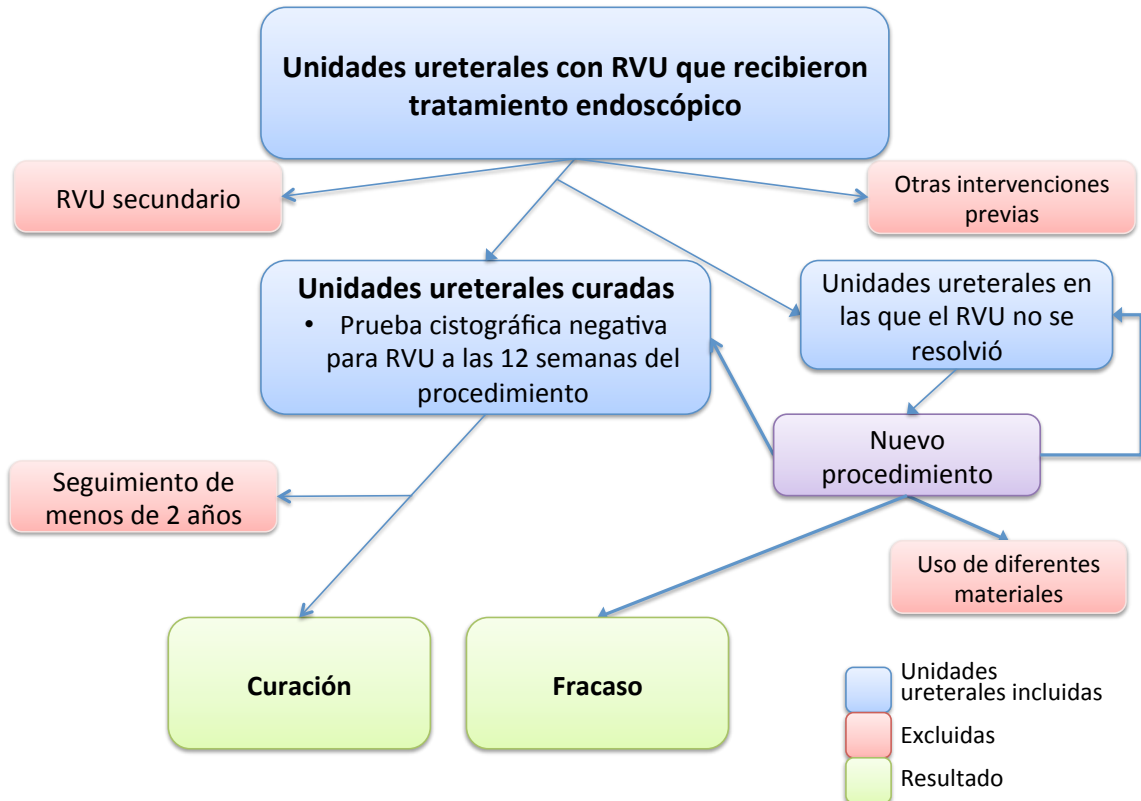 Unidades ureterales con RVU que recibieron
tratamiento endoscópico
RVU secundario
Otras intervenciones
previas
Unidades ureterales curadas
• Prueba cistográfica negativa
para RVU a las 12 semanas del
procedimiento
Unidades ureterales en
las que el RVU no se
resolvió
Nuevo
procedimiento
Seguimiento de
menos de 2 años
Uso de diferentes
materiales
Curación
Fracaso
Unidades
ureterales incluidas
Excluidas
Resultado